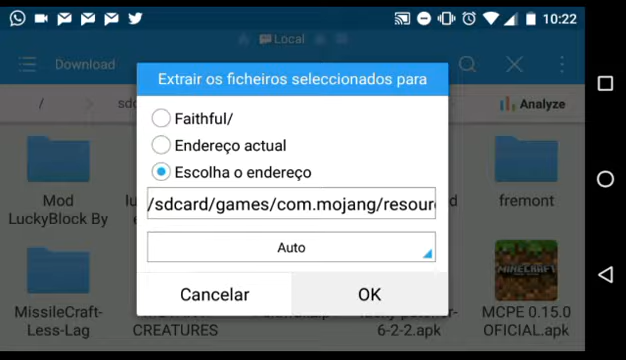 10:22
Local
Download
Extrair os ficheiros seleccionados para
/
Analyze
Faithful/
Endereço actual
Escolha o endereço
/sdcard/games/com.mojang/resour
Auto
Cancelar
OK
Mod
LuckyBlock By
fremont
MissileCraft-
Less-Lag
CREATURES
6-2-2.apk
MCPE 0.15.0
OFICIAL.apk
MINECRAFT